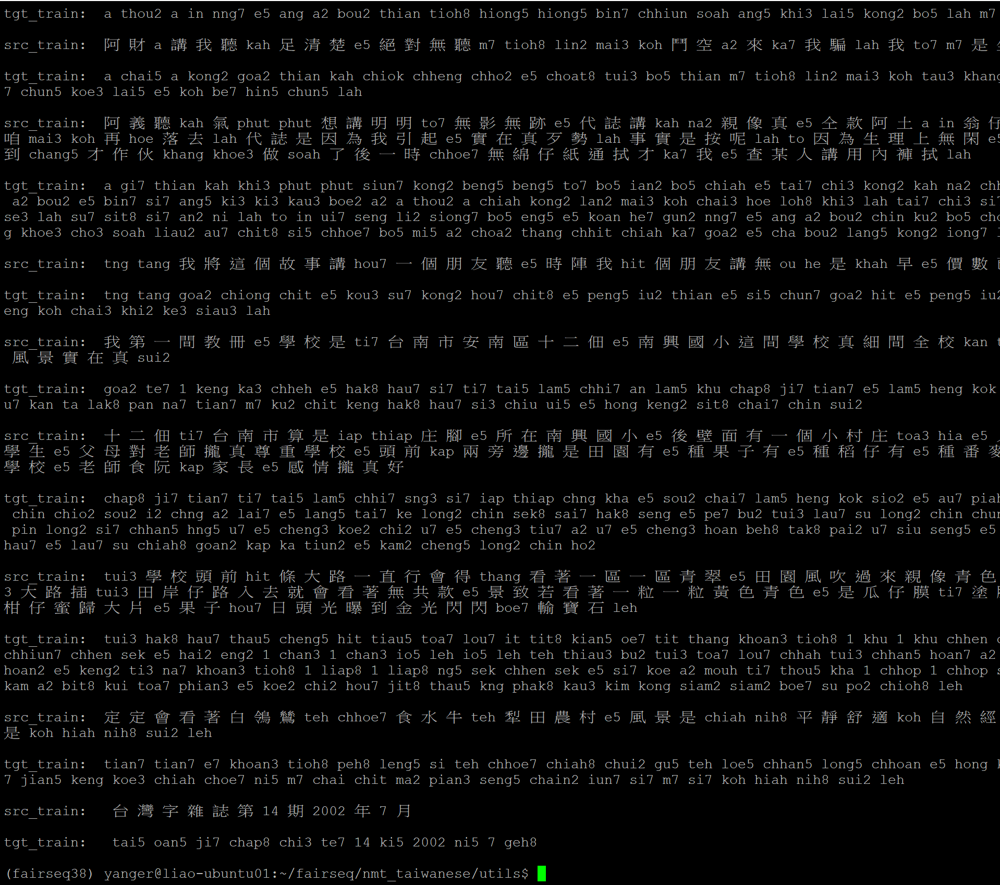 tgt_train:  a thou2 a in nng7 e5 ang a2 bou2 thian tioh8 hiong5 hiong5 bin7 chhiun soah ang5 khi3 lai5 kong2 bo5 lah m7
src_train:  阿 財 a 講 我 聽 kah 足 清 楚 e5 絕 對 無 聽 m7 tioh8 lin2 mai3 koh 鬥 空 a2 來 ka7 我 騙 lah 我 to7 m7 是
tgt_train:  a chai5 a kong2 goa2 thian kah chiok chheng chho2 e5 choat8 tui3 bo5 thian m7 tioh8 lin2 mai3 koh tau3 khang
7 chun5 koe3 lai5 e5 koh be7 hin5 chun5 lah
src_train:  阿 義 聽 kah 氣 phut phut 想 講 明 明 to7 無 影 無 跡 e5 代 誌 講 kah na2 親 像 真 e5 仝 款 阿 土 a in 翁 仔
咱 mai3 koh 再 hoe 落 去 lah 代 誌 是 因 為 我 引 起 e5 實 在 真 歹 勢 lah 事 實 是 按 呢 lah to 因 為 生 理 上 無 閑 e5
到 chang5 才 作 伙 khang khoe3 做 soah 了 後 一 時 chhoe7 無 綿 仔 紙 通 拭 才 ka7 我 e5 查 某 人 講 用 內 褲 拭 lah
tgt_train:  a gi7 thian kah khi3 phut phut siun7 kong2 beng5 beng5 to7 bo5 ian2 bo5 chiah e5 tai7 chi3 kong2 kah na2 chh
a2 bou2 e5 bin7 si7 ang5 ki3 ki3 kau3 boe2 a2 a thou2 a chiah kong2 lan2 mai3 koh chai3 hoe loh8 khi3 lah tai7 chi3 si7
se3 lah su7 sit8 si7 an2 ni lah to in ui7 seng li2 siong7 bo5 eng5 e5 koan he7 gun2 nng7 e5 ang a2 bou2 chin ku2 bo5 cho
g khoe3 cho3 soah liau2 au7 chit8 si5 chhoe7 bo5 mi5 a2 choa2 thang chhit chiah ka7 goa2 e5 cha bou2 lang5 kong2 iong7
src_train:  tng tang 我 將 這 個 故 事 講 hou7 一 個 朋 友 聽 e5 時 陣 我 hit 個 朋 友 講 無 ou he 是 khah 早 e5 價 數
tgt_train:  tng tang goa2 chiong chit e5 kou3 su7 kong2 hou7 chit8 e5 peng5 iu2 thian e5 si5 chun7 goa2 hit e5 peng5 iu2
eng koh chai3 khi2 ke3 siau3 lah
src_train:  我 第 一 間 教 冊 e5 學 校 是 ti7 台 南 市 安 南 區 十 二 佃 e5 南 興 國 小 這 間 學 校 真 細 間 全 校 kan
風 景 實 在 真 sui2
tgt_train:  goa2 te7 1 keng ka3 chheh e5 hak8 hau7 si7 ti7 tai5 lam5 chhi7 an lam5 khu chap8 ji7 tian7 e5 lam5 heng kok
u7 kan ta lak8 pan na7 tian7 m7 ku2 chit keng hak8 hau7 si3 chiu ui5 e5 hong keng2 sit8 chai7 chin sui2
src_train:  十 二 佃 ti7 台 南 市 算 是 iap thiap 庄 腳 e5 所 在 南 興 國 小 e5 後 壁 面 有 一 個 小 村 庄 toa3 hia e5
學 生 e5 父 母 對 老 師 攏 真 尊 重 學 校 e5 頭 前 kap 兩 旁 邊 攏 是 田 園 有 e5 種 果 子 有 e5 種 稻 仔 有 e5 種 番 麥
學 校 e5 老 師 食 阮 kap 家 長 e5 感 情 攏 真 好
tgt_train:  chap8 ji7 tian7 ti7 tai5 lam5 chhi7 sng3 si7 iap thiap chng kha e5 sou2 chai7 lam5 heng kok sio2 e5 au7 piah
chin chio2 sou2 i2 chng a2 lai7 e5 lang5 tai7 ke long2 chin sek8 sai7 hak8 seng e5 pe7 bu2 tui3 lau7 su long2 chin chun
pin long2 si7 chhan5 hng5 u7 e5 cheng3 koe2 chi2 u7 e5 cheng3 tiu7 a2 u7 e5 cheng3 hoan beh8 tak8 pai2 u7 siu seng5 e5
hau7 e5 lau7 su chiah8 goan2 kap ka tiun2 e5 kam2 cheng5 long2 chin ho2
src_train:  tui3 學 校 頭 前 hit 條 大 路 一 直 行 會 得 thang 看 著 一 區 一 區 青 翠 e5 田 園 風 吹 過 來 親 像 青 色
3 大 路 插 tui3 田 岸 仔 路 入 去 就 會 看 著 無 共 款 e5 景 致 若 看 著 一 粒 一 粒 黃 色 青 色 e5 是 瓜 仔 膜 ti7 塗
柑 仔 蜜 歸 大 片 e5 果 子 hou7 日 頭 光 曝 到 金 光 閃 閃 boe7 輸 寶 石 leh
tgt_train:  tui3 hak8 hau7 thau5 cheng5 hit tiau5 toa7 lou7 it tit8 kian5 oe7 tit thang khoan3 tioh8 1 khu 1 khu chhen
chhiun7 chhen sek e5 hai2 eng2 1 chan3 1 chan3 io5 leh io5 leh teh thiau3 bu2 tui3 toa7 lou7 chhah tui3 chhan5 hoan7 a2
hoan2 e5 keng2 ti3 na7 khoan3 tioh8 1 liap8 1 liap8 ng5 sek chhen sek e5 si7 koe a2 mouh ti7 thou5 kha 1 chhop 1 chhop
kam a2 bit8 kui toa7 phian3 e5 koe2 chi2 hou7 jit8 thau5 kng phak8 kau3 kim kong siam2 siam2 boe7 su po2 chioh8 leh
src_train:  定 定 會 看 著 白 鴒 鷥 teh chhoe7 食 水 牛 teh 犁 田 農 村 e5 風 景 是 chiah nih8 平 靜 舒 適 koh 自 然 經
是 koh hiah nih8 sui2 leh
tgt_train:  tian7 tian7 e7 khoan3 tioh8 peh8 leng5 si teh chhoe7 chiah8 chui2 gu5 teh loe5 chhan5 long5 chhoan e5 hong
7 jian5 keng koe3 chiah choe7 ni5 m7 chai chit ma2 pian3 seng5 chain2 iun7 si7 m7 si7 koh hiah nih8 sui2 leh
src_train:   台 灣 字 雜 誌 第 14 期 2002 年 7 月
tgt_train:   tai5 oan5 ji7 chap8 chi3 te7 14 ki5 2002 ni5 7 geh8
(fairseq38) yanger@liao-ubuntu01:~/fairseq/nmt_taiwanese/utils$